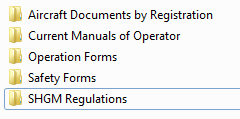 Aircraft Documents by Registration
Current Manuals of Operator
Operation Forms
Safety Forms
SHGM Regulations